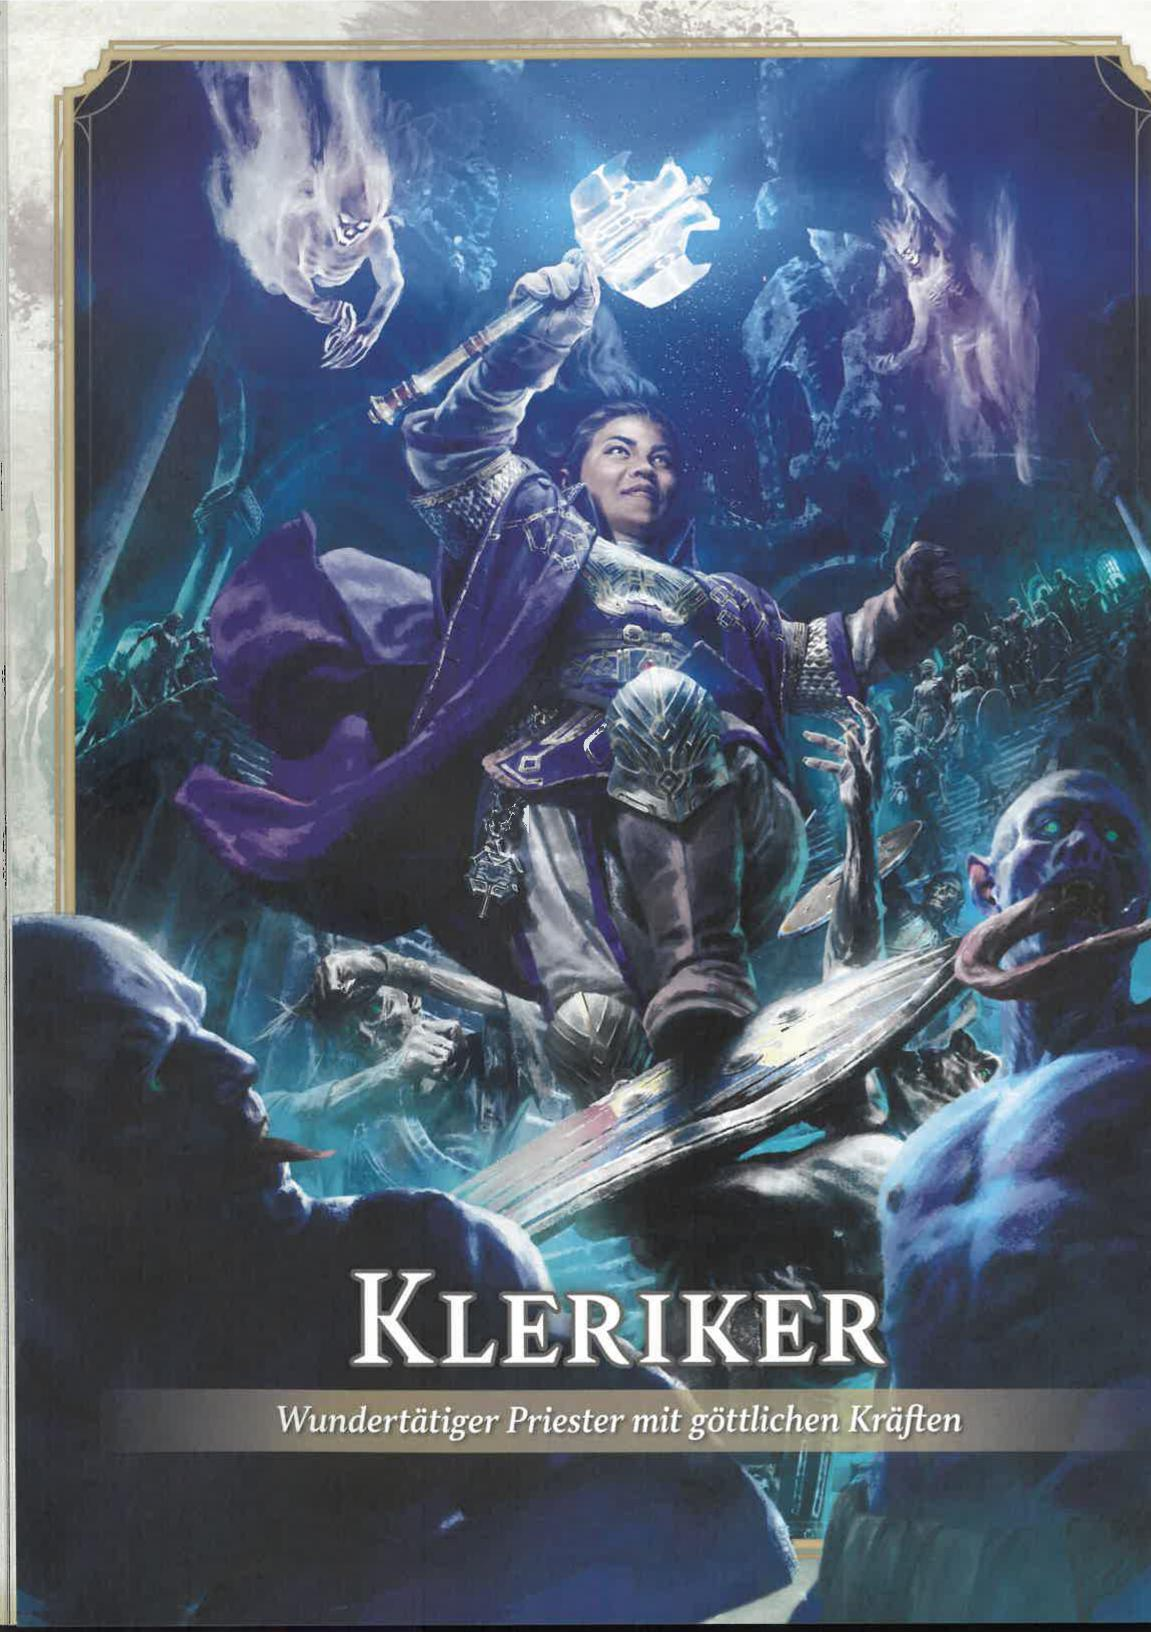 KLERIKER
Wundertätiger Priester mit göttlichen Kräften